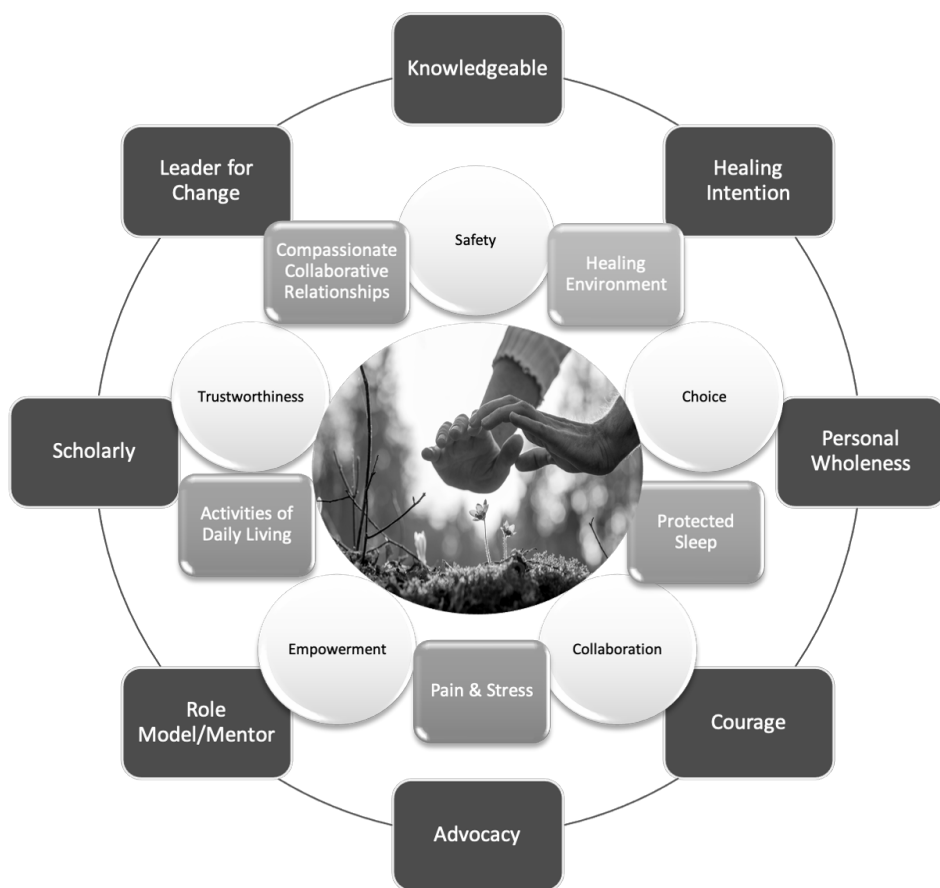 Knowledgeable
Leader for
Change
Healing
Intention
Safety
Compassionate
Collaborative
Relationships
Healing
Environment
Trustworthiness
Choice
Scholarly
Personal
Wholeness
Activities of
Daily Living
Protected
Sleep
Empowerment
Collaboration
Pain & Stress
Role
Model/Mentor
Courage
Advocacy